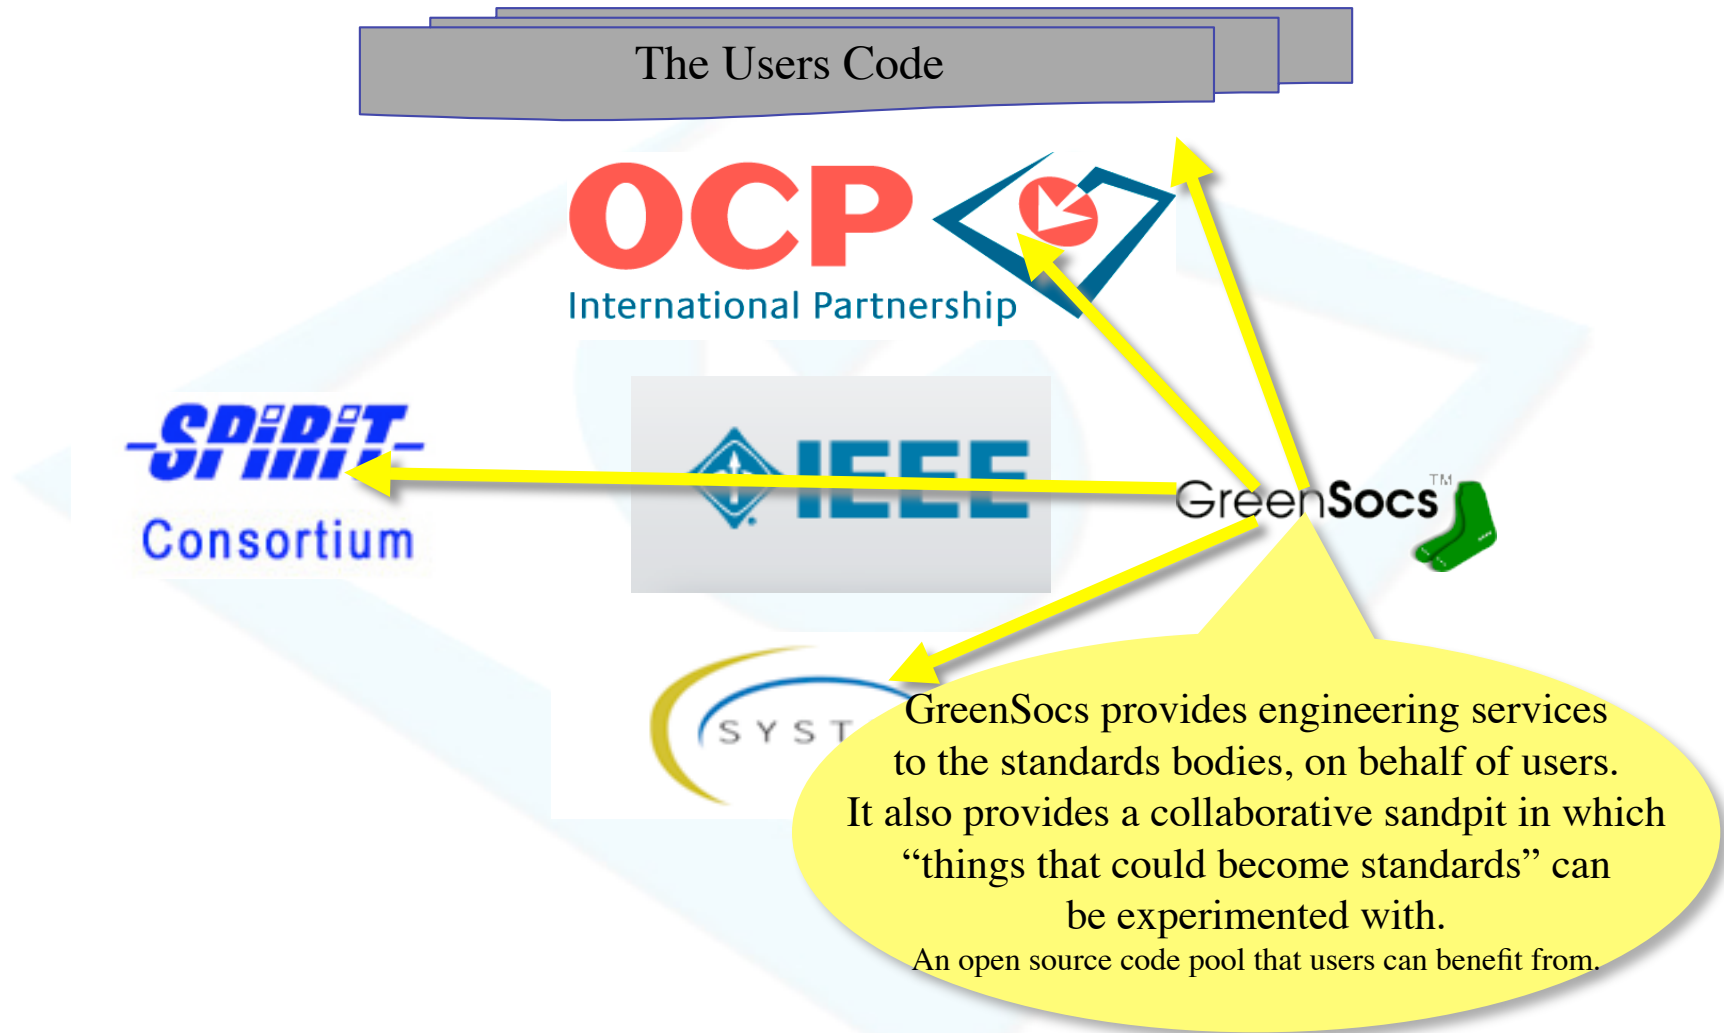 The Users Code
OCP
International Partnership
SPIRIT
Consortium
IEEE
GreenSocs™
SYST
GreenSocs provides engineering services
to the standards bodies, on behalf of users.
It also provides a collaborative sandpit in which
“things that could become standards” can
be experimented with.
An open source code pool that users can benefit from.